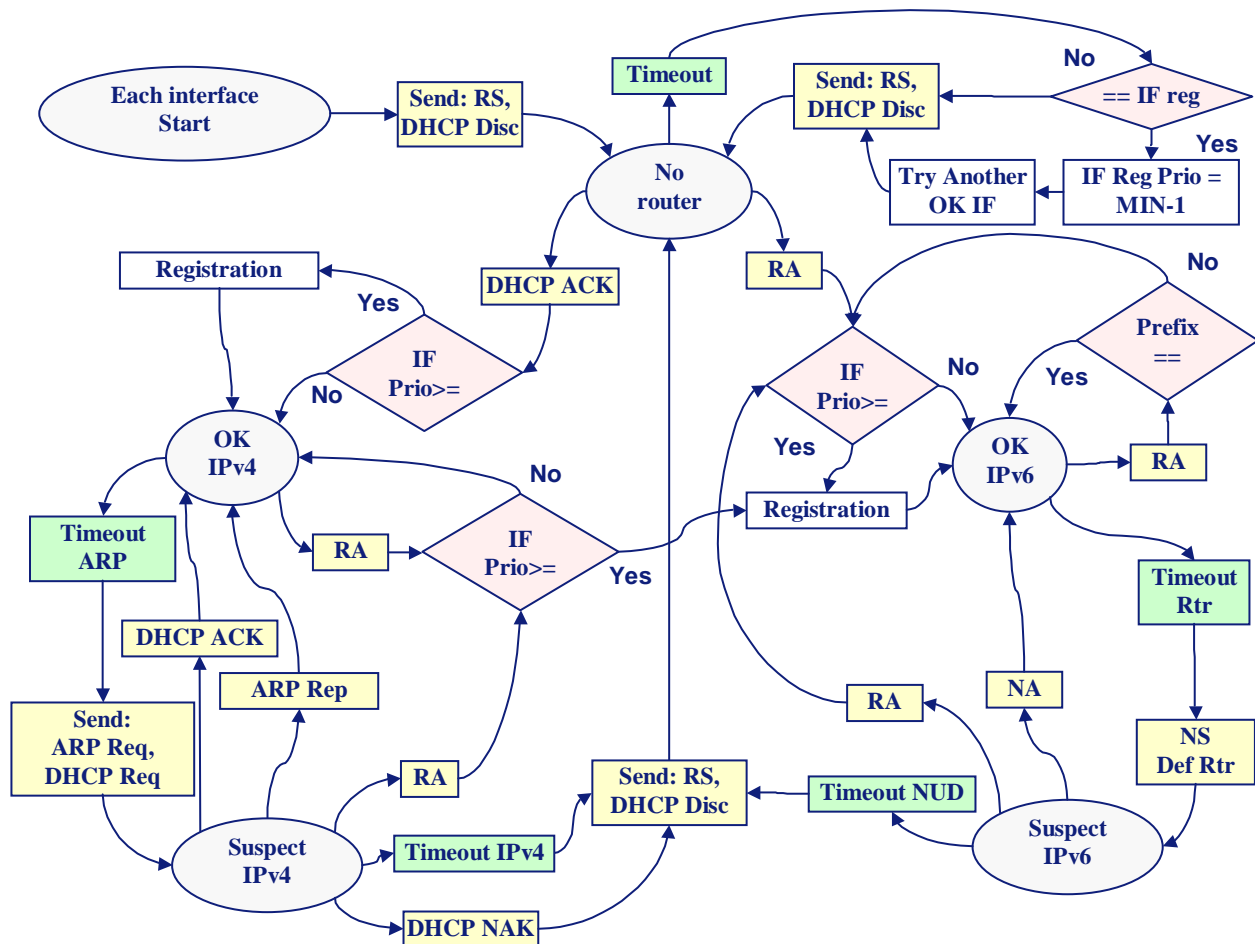 Each interface
Start
Send: RS,
DHCP Disc
Timeout
Send: RS,
DHCP Disc
No
== IF reg
Yes
IF Reg Prio =
MIN-1
Try Another
OK IF
No
router
Registration
Yes
DHCP ACK
IF
Prio>=
No
RA
No
Prefix
==
Yes
IF
Prio>=
No
Yes
OK
IPv4
OK
IPv6
RA
Registration
Timeout
ARP
RA
No
IF
Prio>=
Yes
Timeout
Rtr
DHCP ACK
ARP Rep
Send:
ARP Req,
DHCP Req
RA
NA
RA
NS
Def Rtr
Send: RS,
DHCP Disc
Timeout NUD
Suspect
IPv4
Timeout IPv4
Suspect
IPv6
DHCP NAK